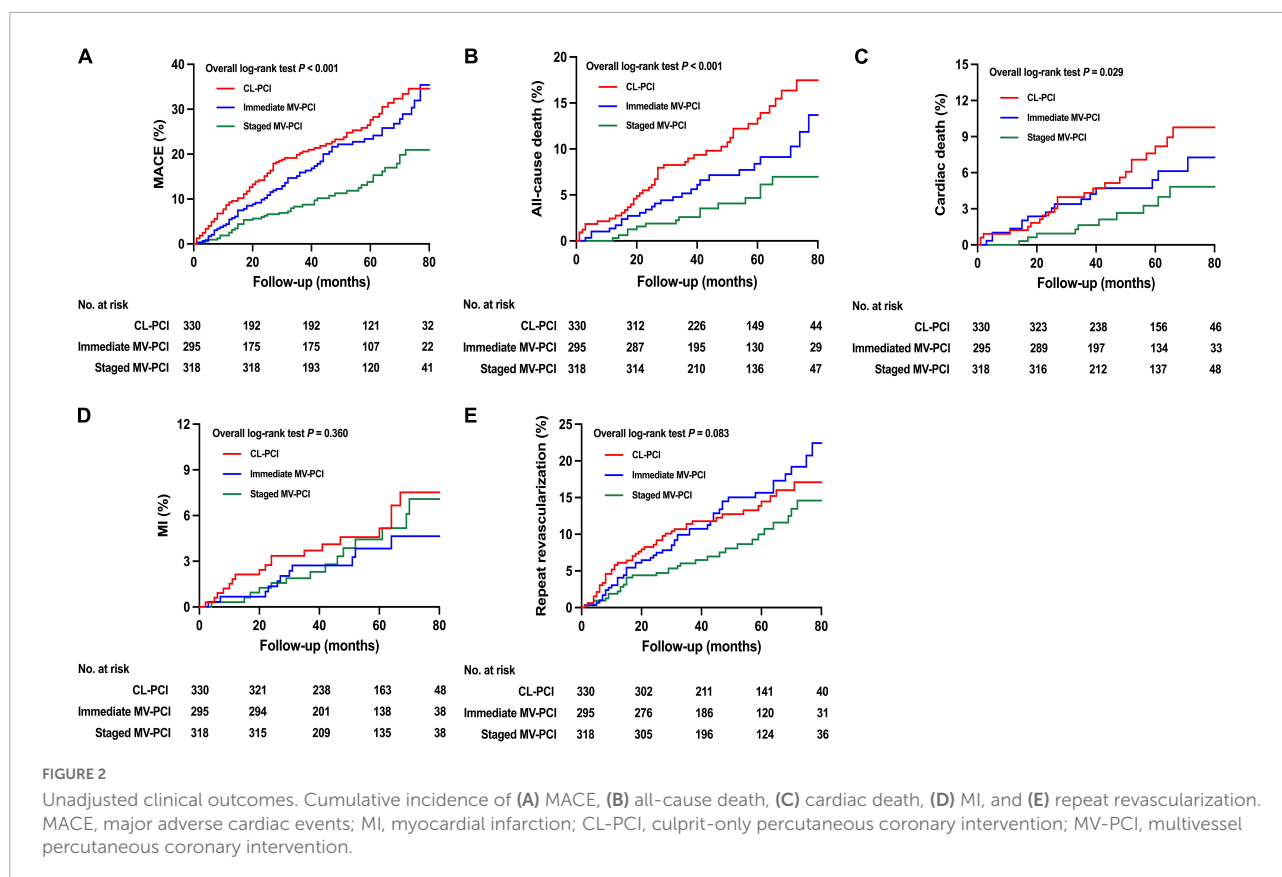 A
Overall log-rank test P < 0.001
CL-PCI
Immediate MV-PCI
Staged MV-PCI
MACE (%)
40
30
20
10
0
0 20 40 60 80
Follow-up (months)
No. at risk
CL-PCI 330 192 192 121 32
Immediate MV-PCI 295 175 175 107 22
Staged MV-PCI 318 318 193 120 41
B
Overall log-rank test P < 0.001
CL-PCI
Immediate MV-PCI
Staged MV-PCI
All-cause death (%)
20
15
10
5
0
0 20 40 60 80
Follow-up (months)
No. at risk
CL-PCI 330 312 226 149 44
Immediate MV-PCI 295 287 195 130 29
Staged MV-PCI 318 314 210 136 47
C
Overall log-rank test P = 0.029
CL-PCI
Immediate MV-PCI
Staged MV-PCI
Cardiac death (%)
15
12
9
6
3
0
0 20 40 60 80
Follow-up (months)
No. at risk
CL-PCI 330 323 238 156 46
Immediated MV-PCI 295 289 197 134 33
Staged MV-PCI 318 316 212 137 48
D
Overall log-rank test P = 0.360
CL-PCI
Immediate MV-PCI
Staged MV-PCI
MI (%)
12
9
6
3
0
0 20 40 60 80
Follow-up (months)
No. at risk
CL-PCI 330 321 238 163 48
Immediate MV-PCI 295 294 201 138 38
Staged MV-PCI 318 315 209 135 38
E
Overall log-rank test P = 0.083
CL-PCI
Immediate MV-PCI
Staged MV-PCI
Repeat revascularization (%)
25
20
15
10
5
0
0 20 40 60 80
Follow-up (months)
No. at risk
CL-PCI 330 302 211 141 40
Immediate MV-PCI 295 276 186 120 31
Staged MV-PCI 318 305 196 124 36
FIGURE 2
Unadjusted clinical outcomes. Cumulative incidence of (A) MACE, (B) all-cause death, (C) cardiac death, (D) MI, and (E) repeat revascularization.
MACE, major adverse cardiac events; MI, myocardial infarction; CL-PCI, culprit-only percutaneous coronary intervention; MV-PCI, multivessel
percutaneous coronary intervention.